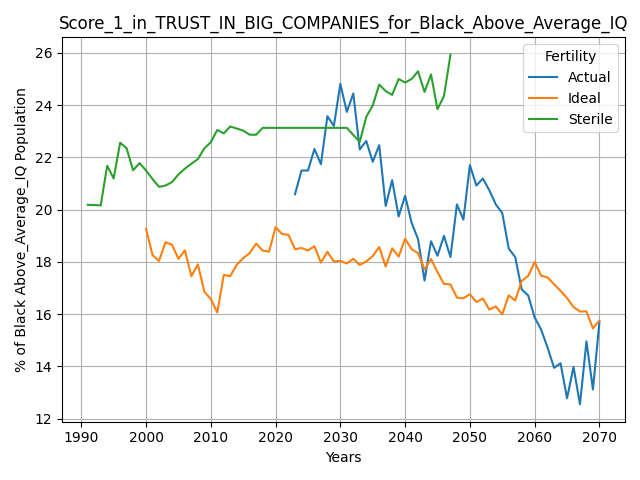 Score_1_in_TRUST_IN_BIG_COMPANIES_for_Black_Above_Average_IQ
% of Black Above_Average_IQ Population
26
24
22
20
18
16
14
12
Fertility
Actual
Ideal
Sterile
1990 2000 2010 2020 2030 2040 2050 2060 2070
Years